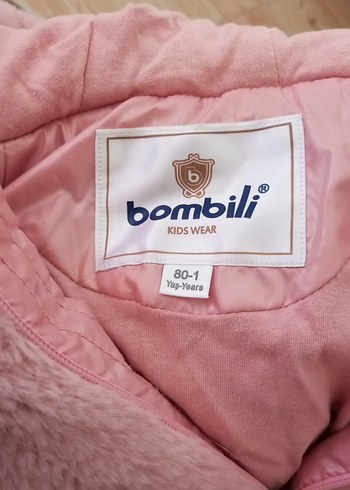 b
bombili®
KIDS WEAR
80-1
Yaş-Years